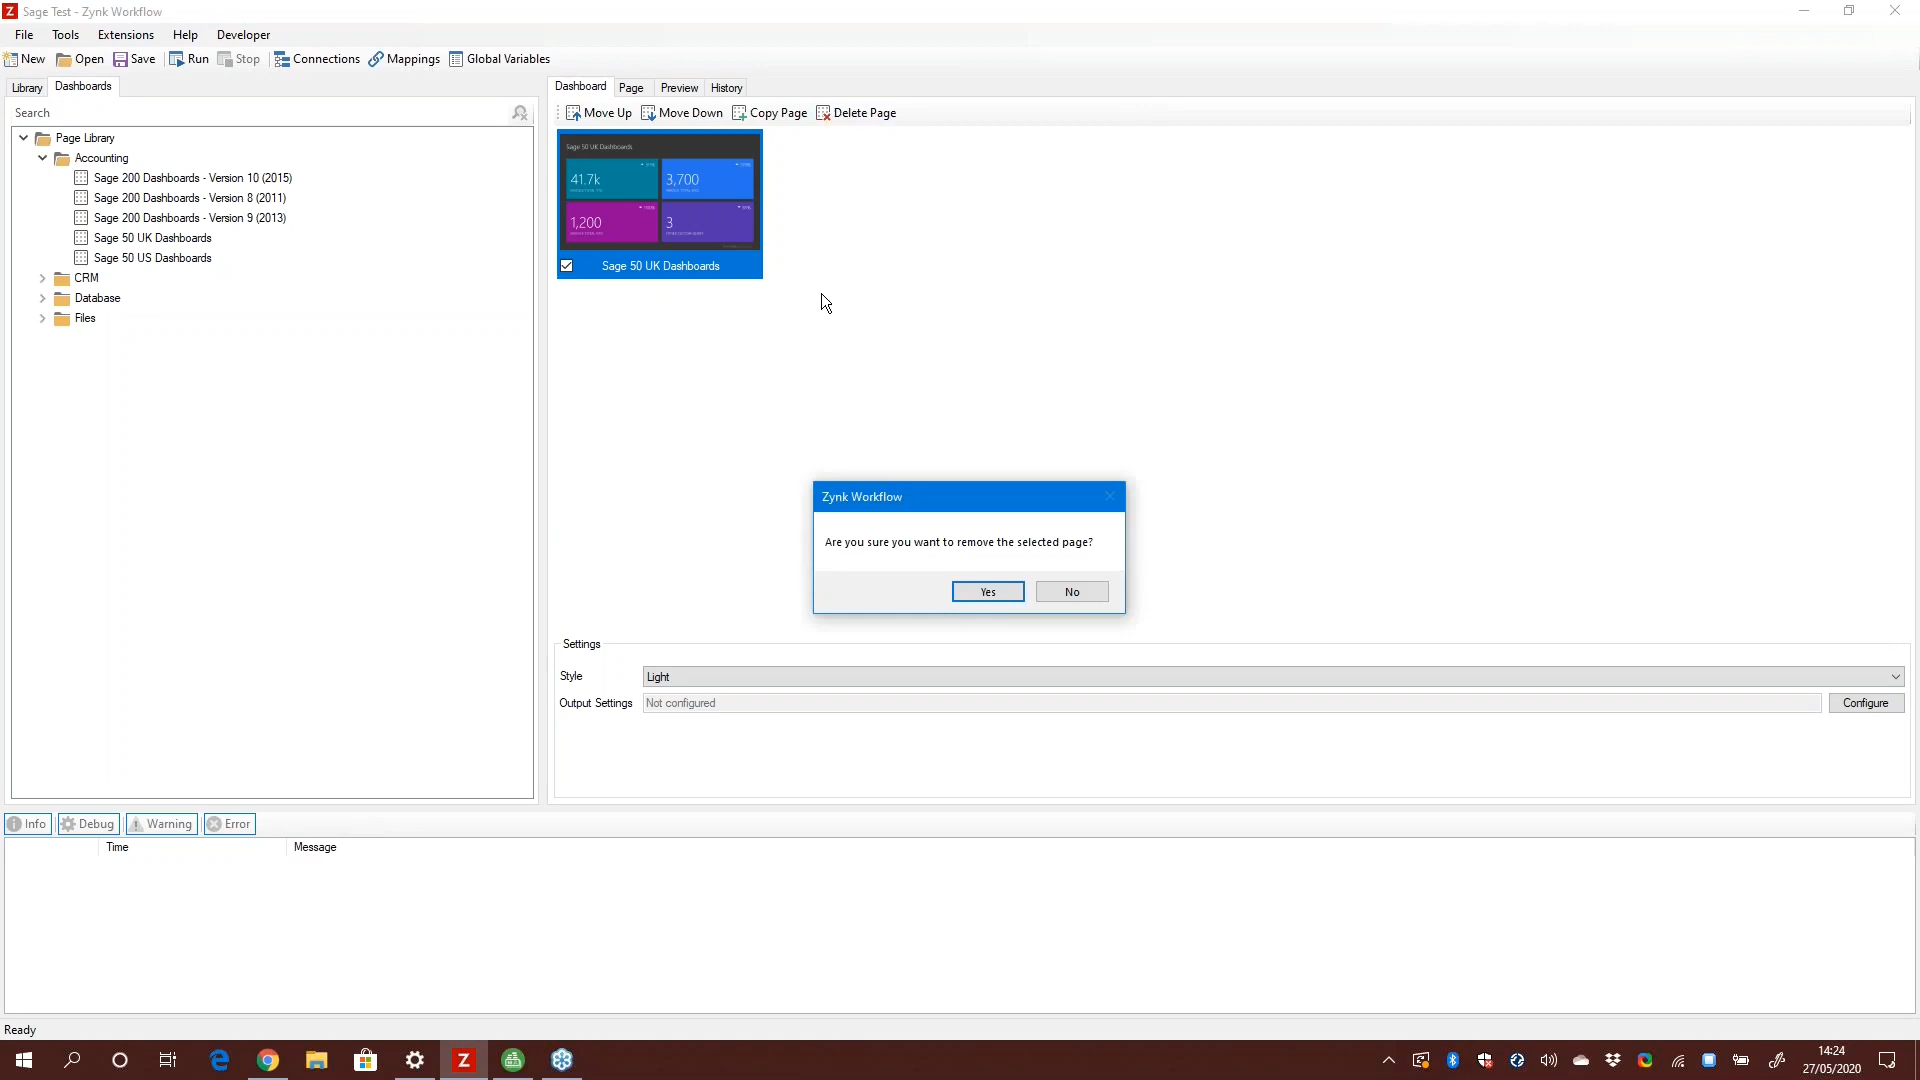 Sage Test - Zynk Workflow
File Tools Extensions Help Developer
New Open Save Run Stop Connections Mappings Global Variables
Library Dashboards
Search
Page Library
Accounting
Sage 200 Dashboards - Version 10 (2015)
Sage 200 Dashboards - Version 8 (2011)
Sage 200 Dashboards - Version 9 (2013)
Sage 50 UK Dashboards
Sage 50 US Dashboards
CRM
Database
Files
Dashboard Page Preview History
Move Up Move Down Copy Page Delete Page
Sage 50 UK Dashboards
41.7k
3,700
1,200
3
Sage 50 UK Dashboards
Zynk Workflow
Are you sure you want to remove the selected page?
Yes No
Settings
Style Light
Output Settings Not configured Configure
Info Debug Warning Error
Time Message
Ready
14:24
27/05/2020